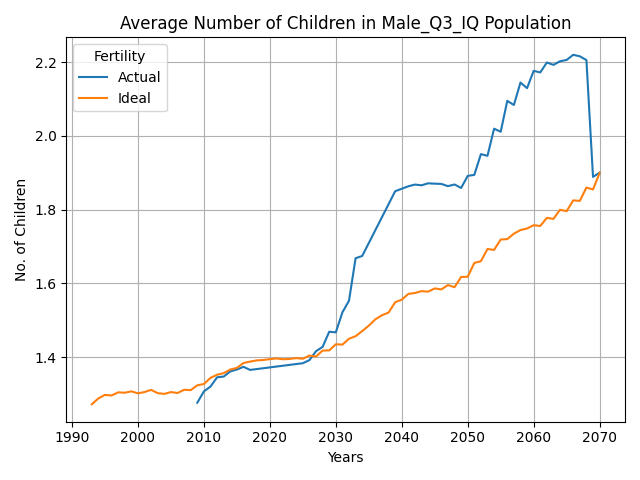 Average Number of Children in Male_Q3_IQ Population
Fertility
Actual
Ideal
No. of Children
2.2
2.0
1.8
1.6
1.4
1990 2000 2010 2020 2030 2040 2050 2060 2070
Years